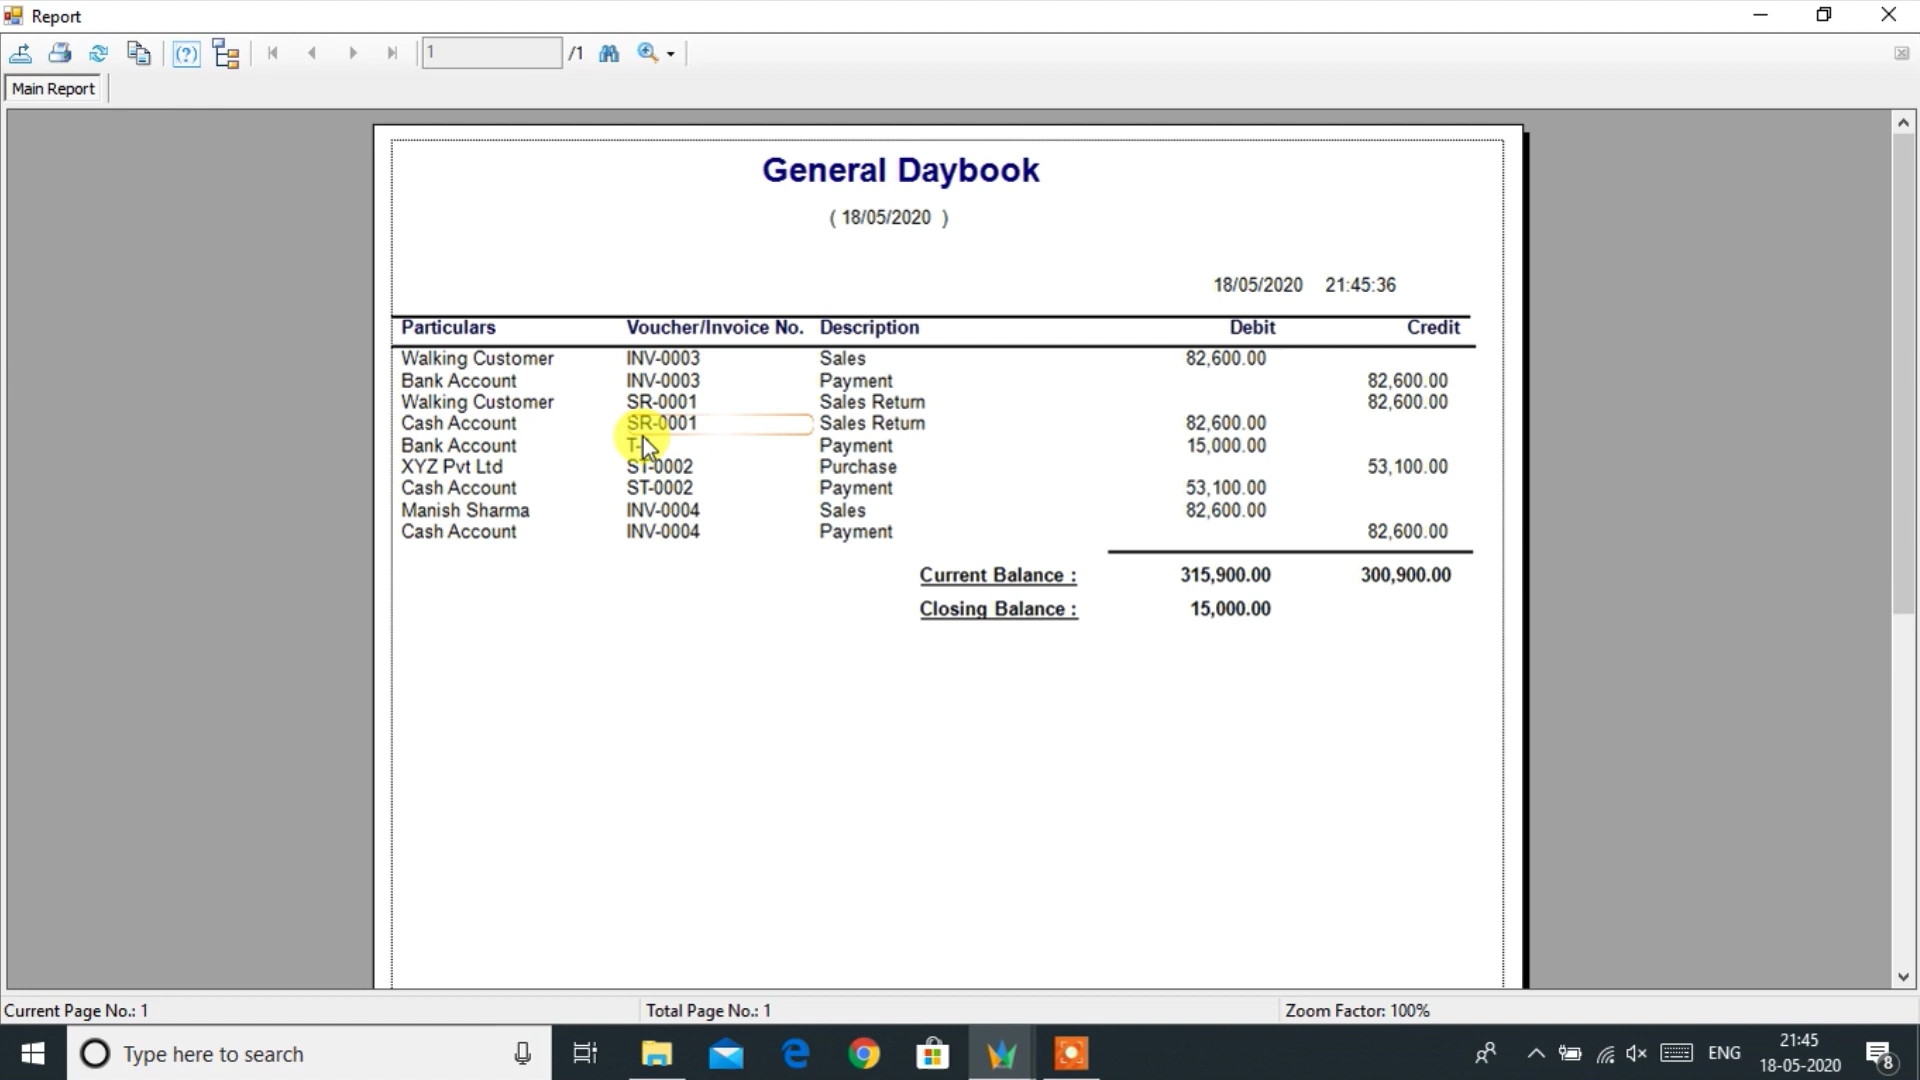 Report
1 /1
Main Report
General Daybook
( 18/05/2020 )
18/05/2020 21:45:36
Particulars Voucher/Invoice No. Description Debit Credit
Walking Customer INV-0003 Sales 82,600.00
Bank Account INV-0003 Payment 82,600.00
Walking Customer SR-0001 Sales Return 82,600.00
Cash Account SR-0001 Sales Return 82,600.00
Bank Account Payment 15,000.00
XYZ Pvt Ltd ST-0002 Purchase 53,100.00
Cash Account ST-0002 Payment 53,100.00
Manish Sharma INV-0004 Sales 82,600.00
Cash Account INV-0004 Payment 82,600.00
Current Balance : 315,900.00 300,900.00
Closing Balance : 15,000.00
Current Page No.: 1 Total Page No.: 1 Zoom Factor: 100%
Type here to search
ENG
21:45
18-05-2020
8